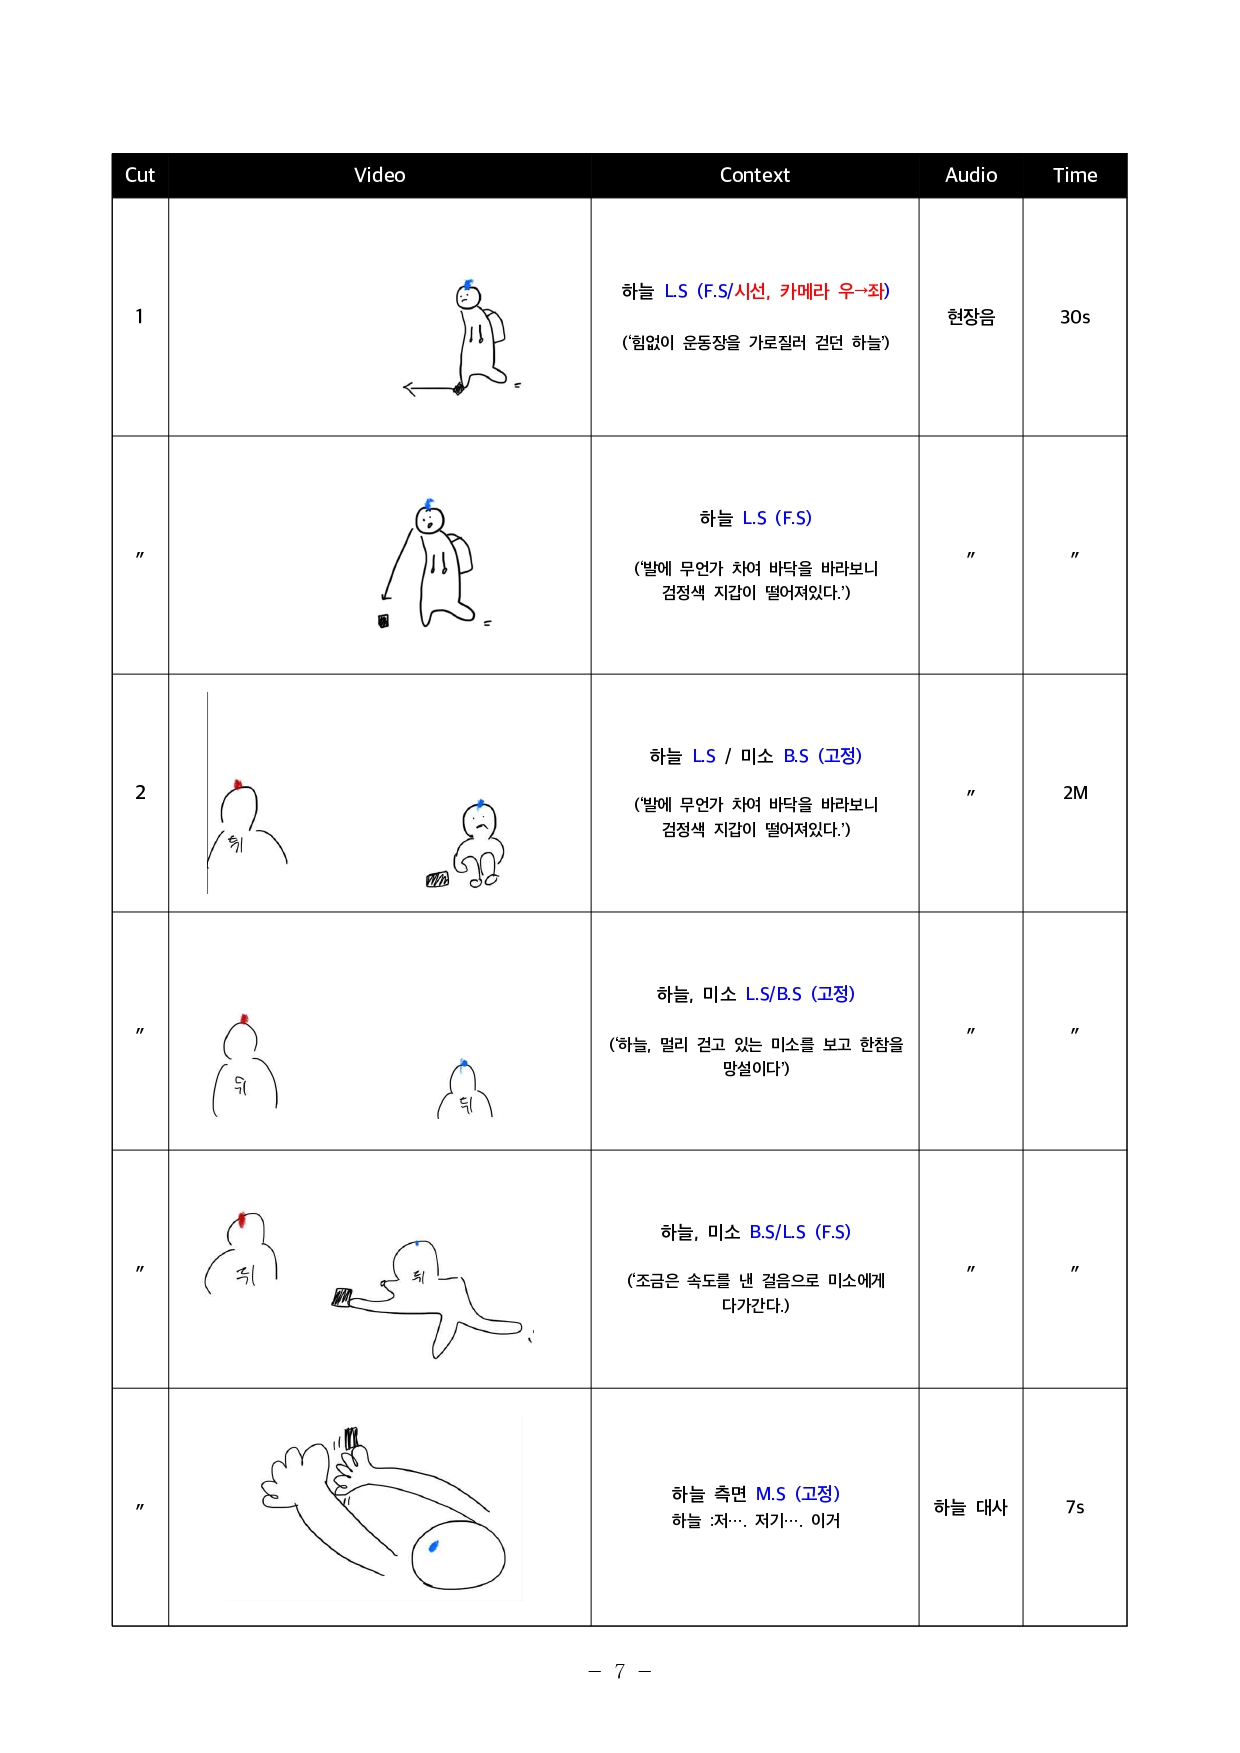 Cut Video Context Audio Time
1 하늘 L.S (F.S/시선, 카메라 우→좌) 현장음 30s
(‘힘없이 운동장을 가로질러 걷던 하늘’)
〃 하늘 L.S (F.S) 〃 〃
(‘발에 무언가 차여 바닥을 바라보니
검정색 지갑이 떨어져있다.’)
2 하늘 L.S / 미소 B.S (고정) 〃 2M
(‘발에 무언가 차여 바닥을 바라보니
검정색 지갑이 떨어져있다.’)
뒤
〃 하늘, 미소 L.S/B.S (고정) 〃 〃
(‘하늘, 멀리 걷고 있는 미소를 보고 한참을
망설이다’)
뒤 뒤
〃 하늘, 미소 B.S/L.S (F.S) 〃 〃
(‘조금은 속도를 낸 걸음으로 미소에게
다가간다.)
뒤 뒤
〃 하늘 측면 M.S (고정) 하늘 대사 7s
하늘 :저…. 저기…. 이거
- 7 -